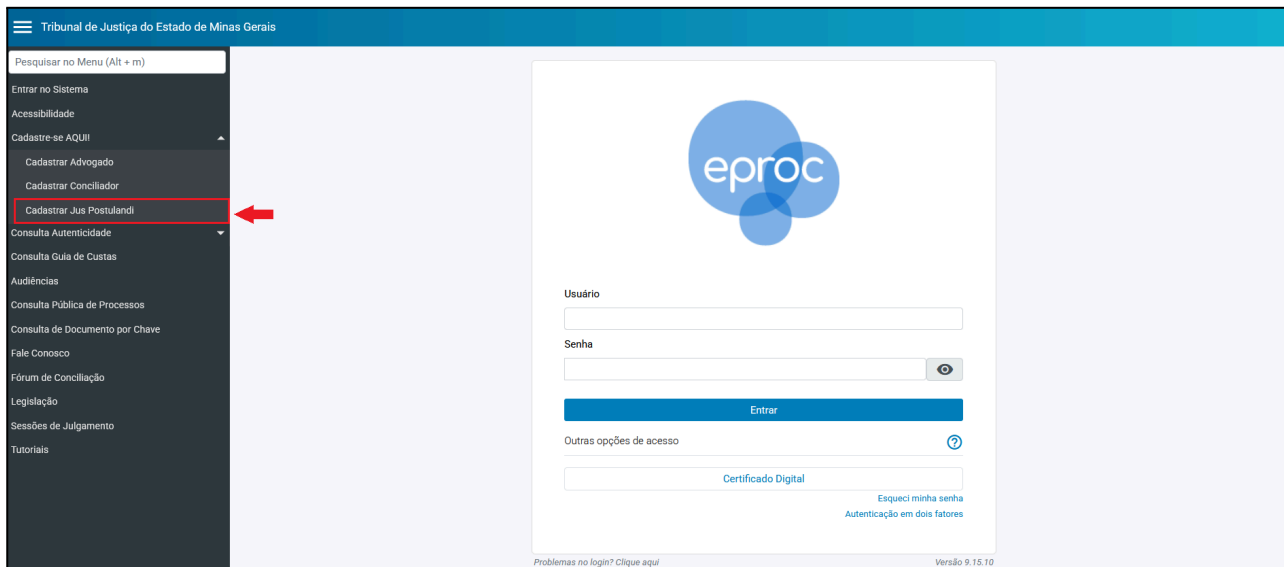 Tribunal de Justiça do Estado de Minas Gerais
Pesquisar no Menu (Alt + m)
Entrar no Sistema
Acessibilidade
Cadastre-se AQUI!
Cadastrar Advogado
Cadastrar Conciliador
Cadastrar Jus Postulandi
Consulta Autenticidade
Consulta Guia de Custas
Audiências
Consulta Pública de Processos
Consulta de Documento por Chave
Fale Conosco
Fórum de Conciliação
Legislação
Sessões de Julgamento
Tutoriais
eproc
Usuário
Senha
Entrar
Outras opções de acesso
?
Certificado Digital
Esqueci minha senha
Autenticação em dois fatores
Problemas no login? Clique aqui
Versão 9.15.10